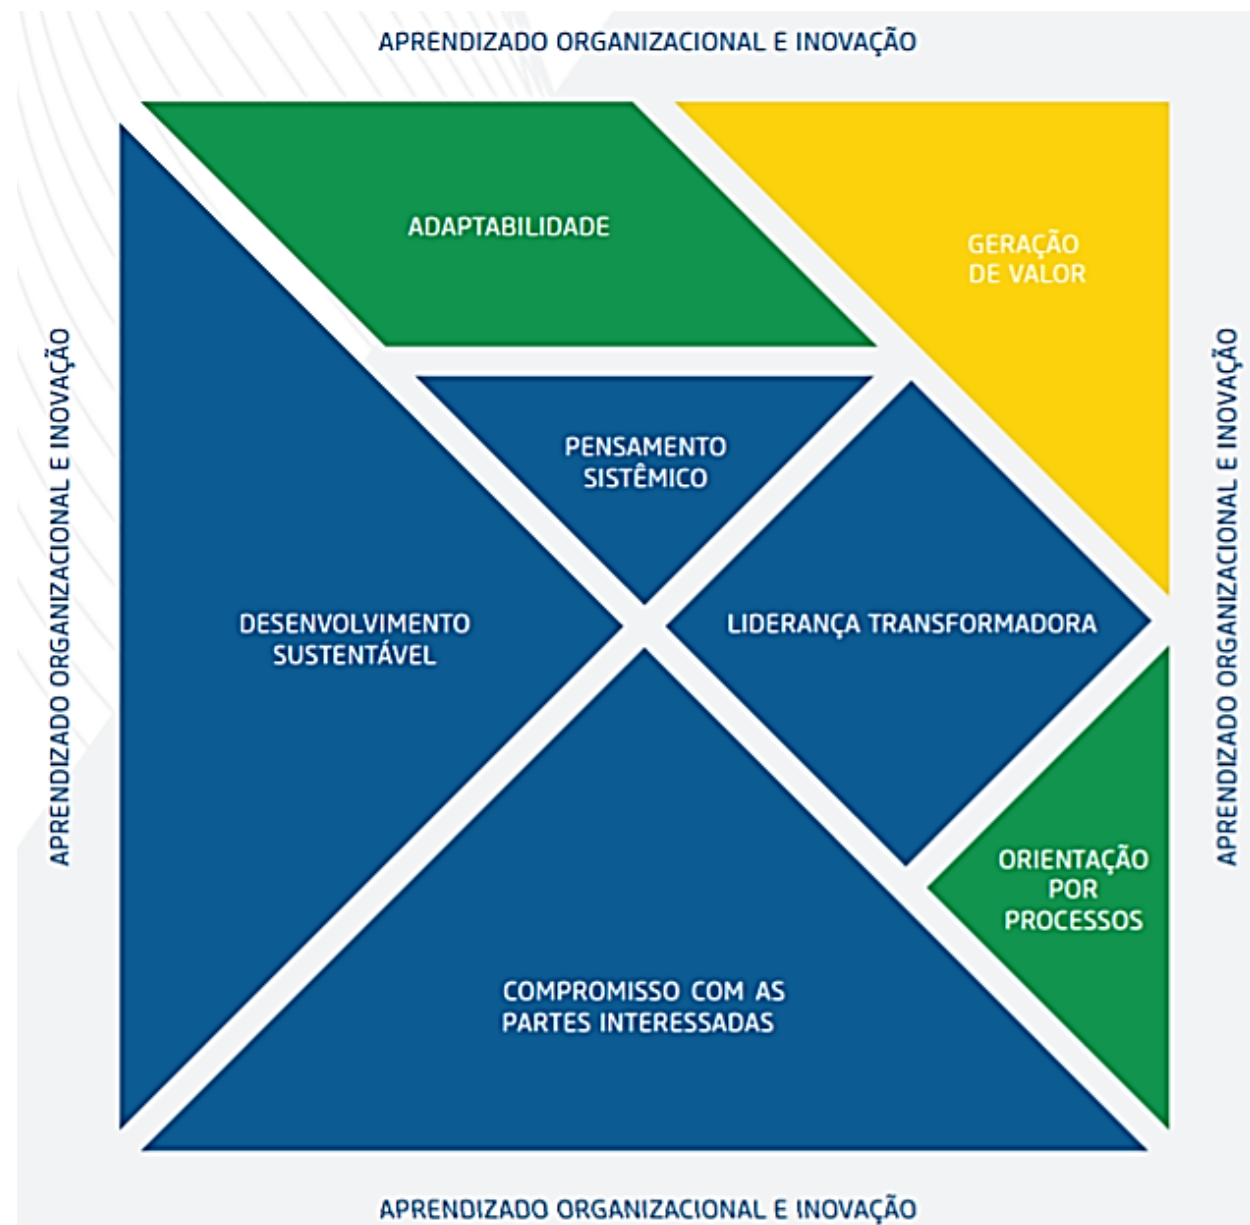 APRENDIZADO ORGANIZACIONAL E INOVAÇÃO
ADAPTABILIDADE
GERAÇÃO
DE VALOR
APRENDIZADO ORGANIZACIONAL E INOVAÇÃO
PENSAMENTO
SISTÊMICO
DESENVOLVIMENTO
SUSTENTÁVEL
LIDERANÇA TRANSFORMADORA
APRENDIZADO ORGANIZACIONAL E INOVAÇÃO
ORIENTAÇÃO
POR
PROCESSOS
COMPROMISSO COM AS
PARTES INTERESSADAS
APRENDIZADO ORGANIZACIONAL E INOVAÇÃO